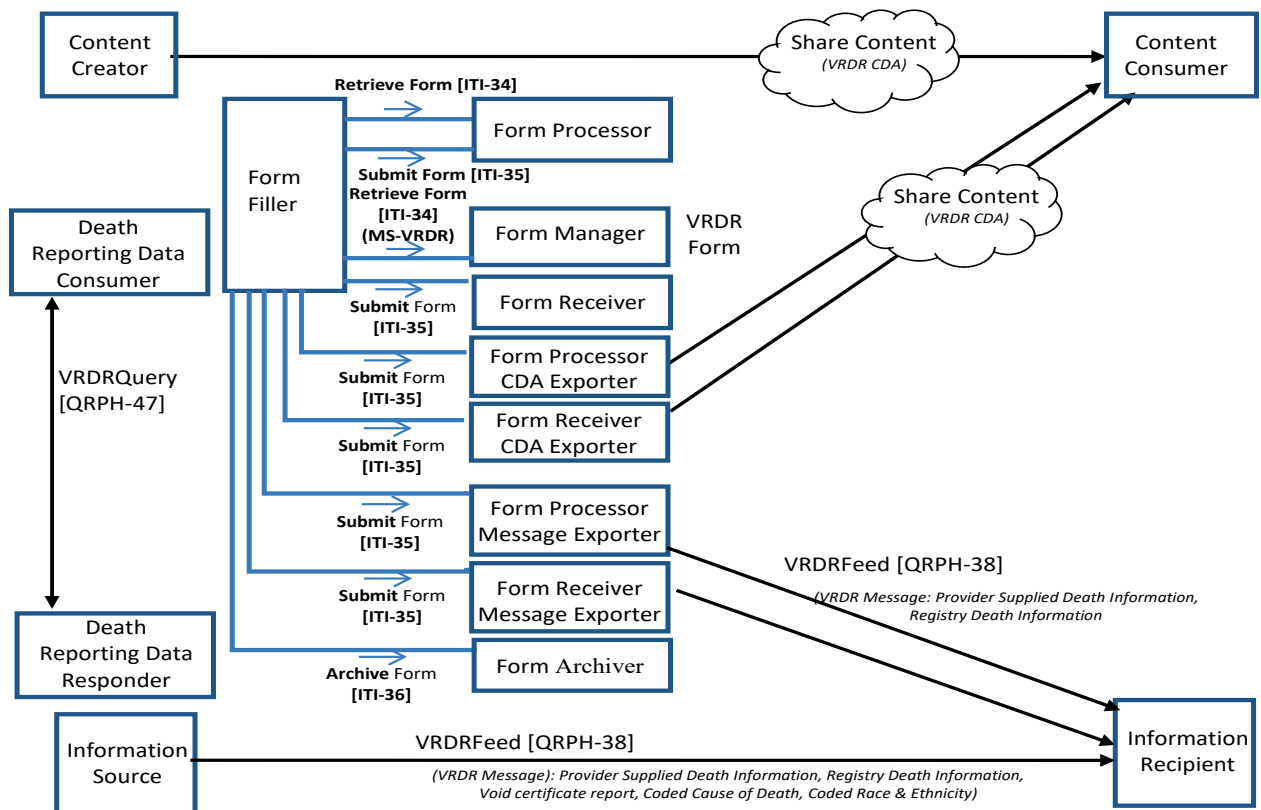 Content
Creator
Share Content
(VRDR CDA)
Content
Consumer
Retrieve Form [ITI-34]
Form Processor
Submit Form [ITI-35]
Retrieve Form
[ITI-34]
(MS-VRDR)
Form
Filler
Form Manager
VRDR
Form
Share Content
(VRDR CDA)
Death
Reporting Data
Consumer
Form Receiver
Submit Form
[ITI-35]
Form Processor
CDA Exporter
Submit Form
[ITI-35]
VRDRQuery
[QRPH-47]
Form Receiver
CDA Exporter
Submit Form
[ITI-35]
Form Processor
Message Exporter
Submit Form
[ITI-35]
VRDRFeed [QRPH-38]
(VRDR Message: Provider Supplied Death Information,
Registry Death Information
Form Receiver
Message Exporter
Submit Form
[ITI-35]
Death
Reporting Data
Responder
Form Archiver
Archive Form
[ITI-36]
Information
Source
VRDRFeed [QRPH-38]
(VRDR Message): Provider Supplied Death Information, Registry Death Information,
Void certificate report, Coded Cause of Death, Coded Race & Ethnicity)
Information
Recipient